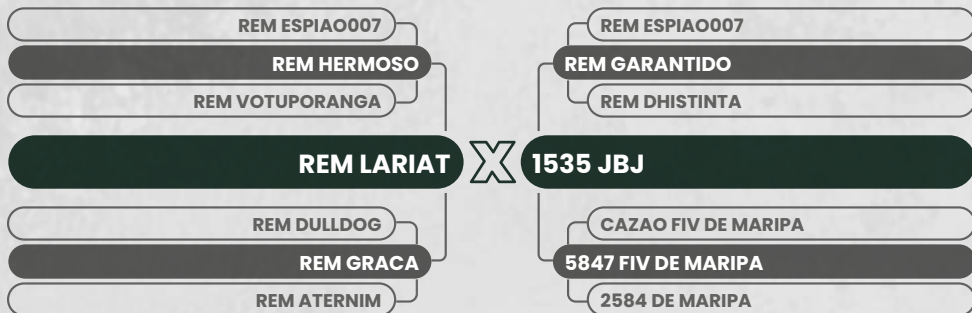 REM ESPIAO007 REM ESPIAO007
REM HERMOSO REM GARANTIDO
REM VOTUPORANGA REM DHISTINTA
REM LARIAT X 1535 JBJ
REM DULLDOG CAZAO FIV DE MARIPA
REM GRACA 5847 FIV DE MARIPA
REM ATERNIM 2584 DE MARIPA